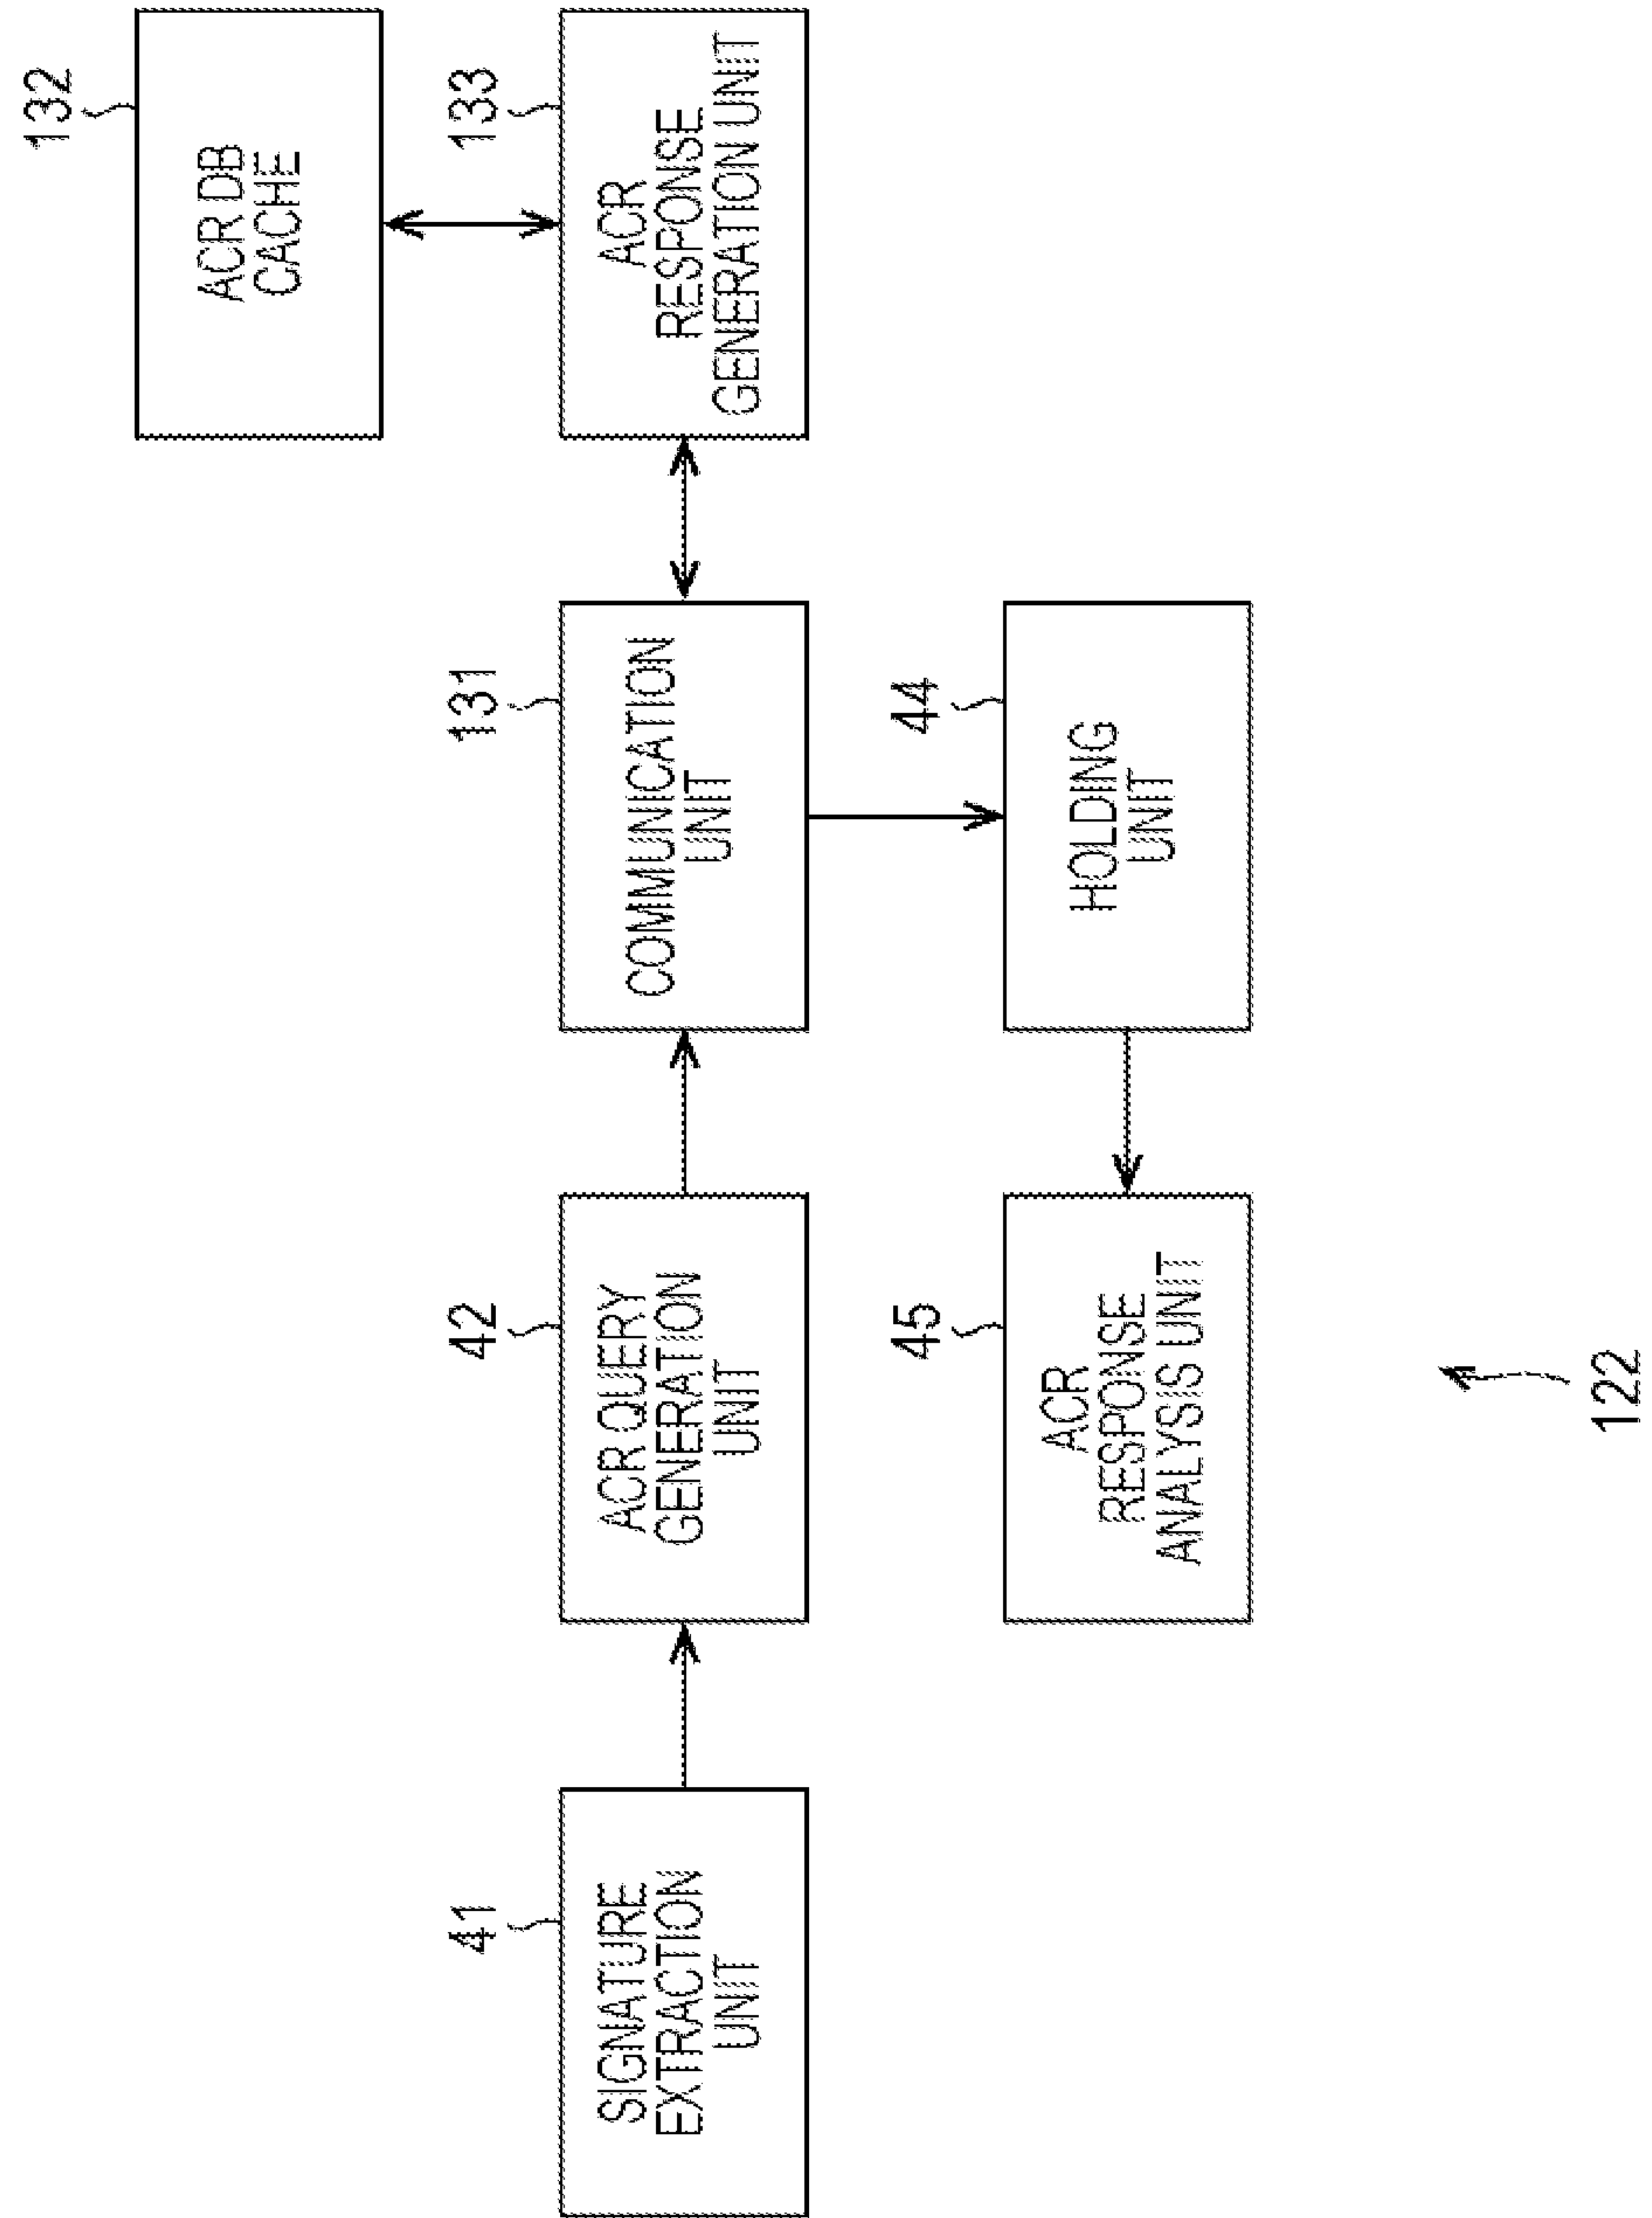 132
ACR DB
CACHE
41
SIGNATURE
EXTRACTION
UNIT
42
ACR QUERY
GENERATION
UNIT
131
COMMUNICATION
UNIT
133
ACR
RESPONSE
GENERATION UNIT
45
ACR
RESPONSE
ANALYSIS UNIT
44
HOLDING
UNIT
122